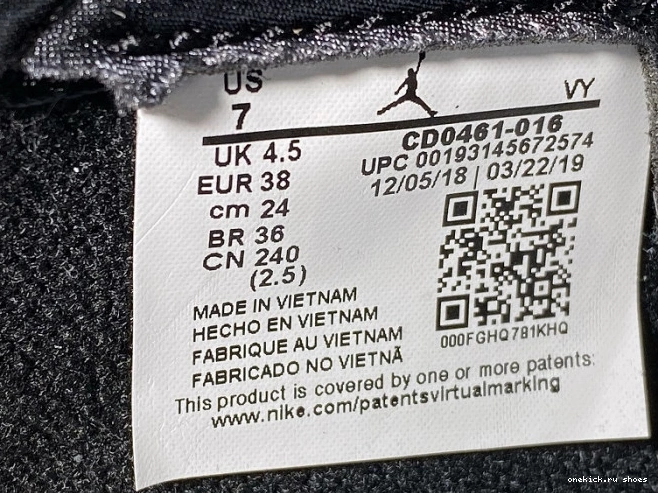 US
7
VY
UK 4.5
EUR 38
cm 24
BR 36
CN 240
(2.5)
CD0461-016
UPC 00193145672574
12/05/18 | 03/22/19
000FGHQ781KHQ
MADE IN VIETNAM
HECHO EN VIETNAM
FABRIQUE AU VIETNAM
FABRICADO NO VIETNÃ
This product is covered by one or more patents:
www.nike.com/patentsvirtualmarking
onekick.ru shoes